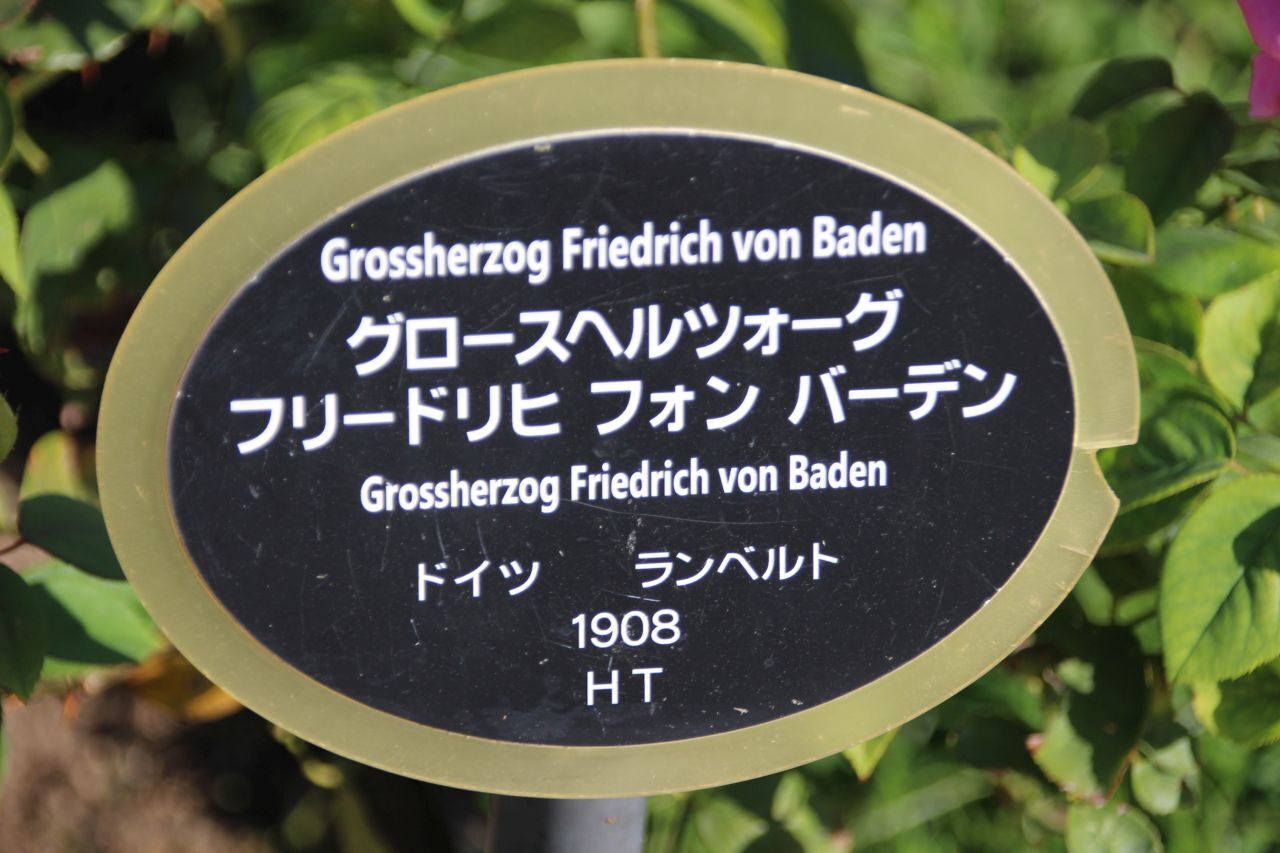 Grossherzog Friedrich von Baden
グロースヘルツォーグ
フリードリヒ フォン バーデン
Grossherzog Friedrich von Baden
ドイツ ランベルト
1908
HT